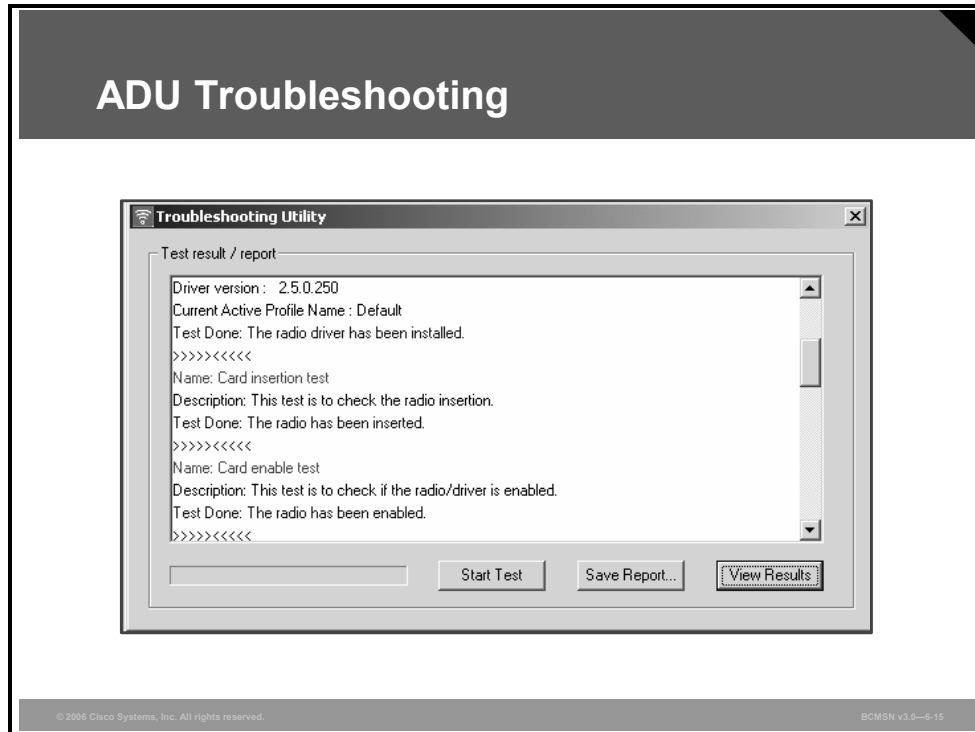 ADU Troubleshooting
Troubleshooting Utility
Test result / report
Driver version :   2.5.0.250
Current Active Profile Name : Default
Test Done: The radio driver has been installed.
>>>>><<<<<
Name: Card insertion test
Description: This test is to check the radio insertion.
Test Done: The radio has been inserted.
>>>>><<<<<
Name: Card enable test
Description: This test is to check if the radio/driver is enabled.
Test Done: The radio has been enabled.
>>>>><<<<<
Start Test
Save Report...
View Results
© 2006 Cisco Systems, Inc. All rights reserved.
BCMSN v3.0—6-15